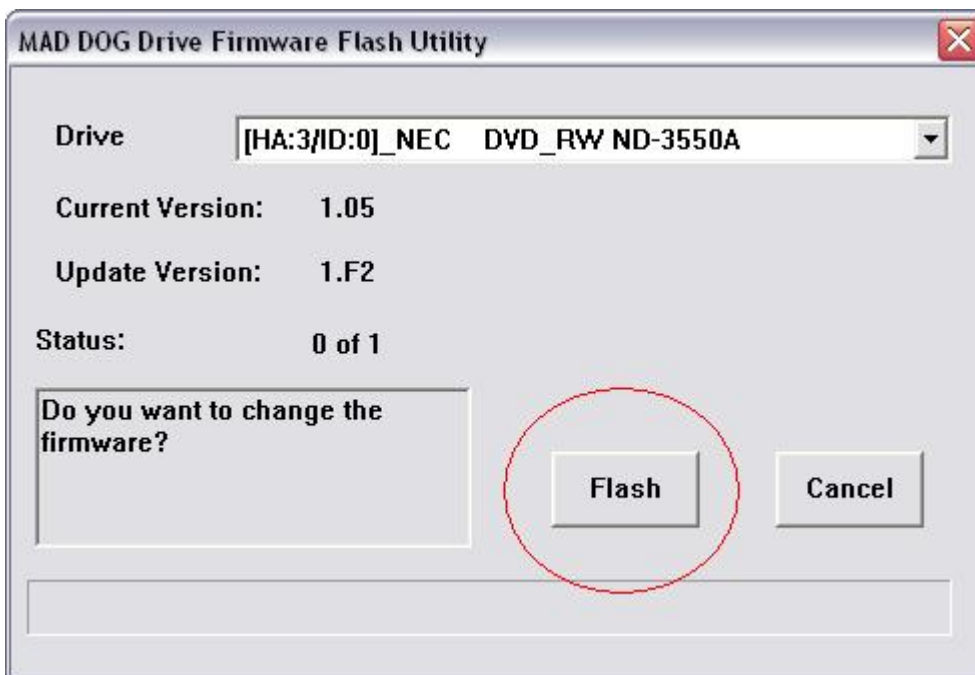 MAD DOG Drive Firmware Flash Utility
Drive [HA:3/ID:0]_NEC DVD_RW ND-3550A
Current Version: 1.05
Update Version: 1.F2
Status: 0 of 1
Do you want to change the
firmware?
Flash Cancel